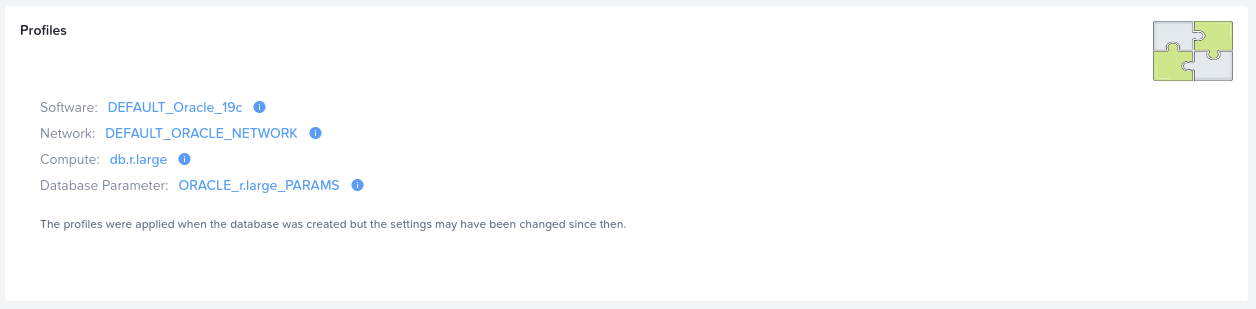 Profiles
Software: DEFAULT_Oracle_19c
Network: DEFAULT_ORACLE_NETWORK
Compute: db.r.large
Database Parameter: ORACLE_r.large_PARAMS
The profiles were applied when the database was created but the settings may have been changed since then.